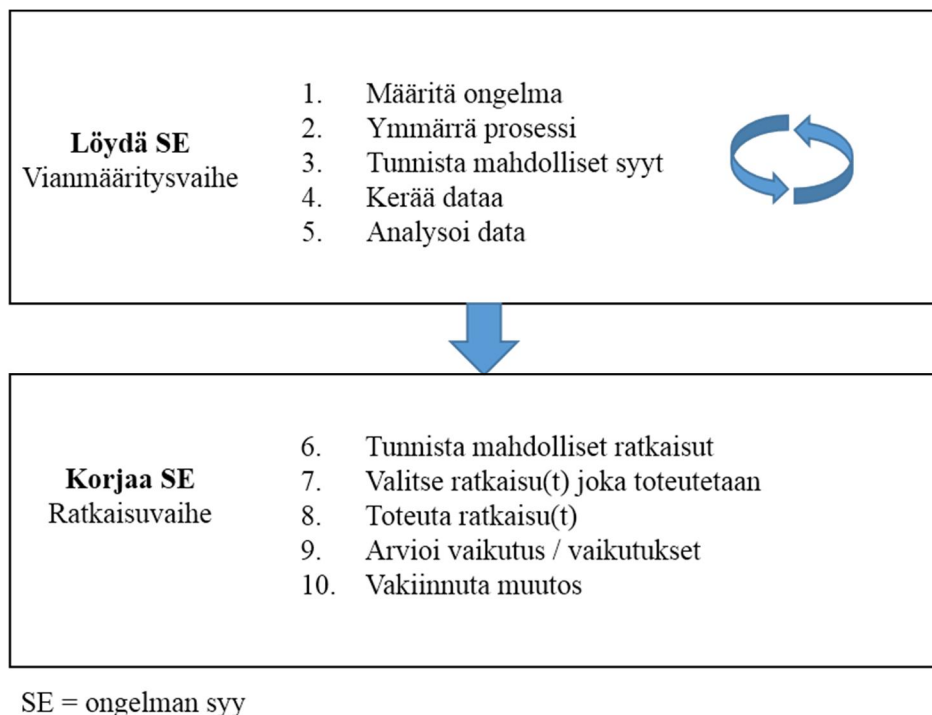 Löydä SE
Vianmääritysvaihe
1. Määritä ongelma
2. Ymmärrä prosessi
3. Tunnista mahdolliset syyt
4. Kerää dataa
5. Analysoi data
Korjaa SE
Ratkaisuvaihe
6. Tunnista mahdolliset ratkaisut
7. Valitse ratkaisu(t) joka toteutetaan
8. Toteuta ratkaisu(t)
9. Arvioi vaikutus / vaikutukset
10. Vakiinnuta muutos
SE = ongelman syy